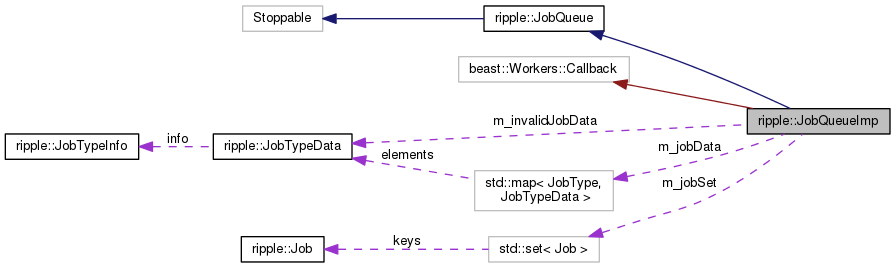 Stoppable
ripple::JobQueue
beast::Workers::Callback
ripple::JobQueueImp
m_invalidJobData
info
ripple::JobTypeInfo
ripple::JobTypeData
m_jobData
elements
std::map< JobType,
JobTypeData >
m_jobSet
keys
ripple::Job
std::set< Job >